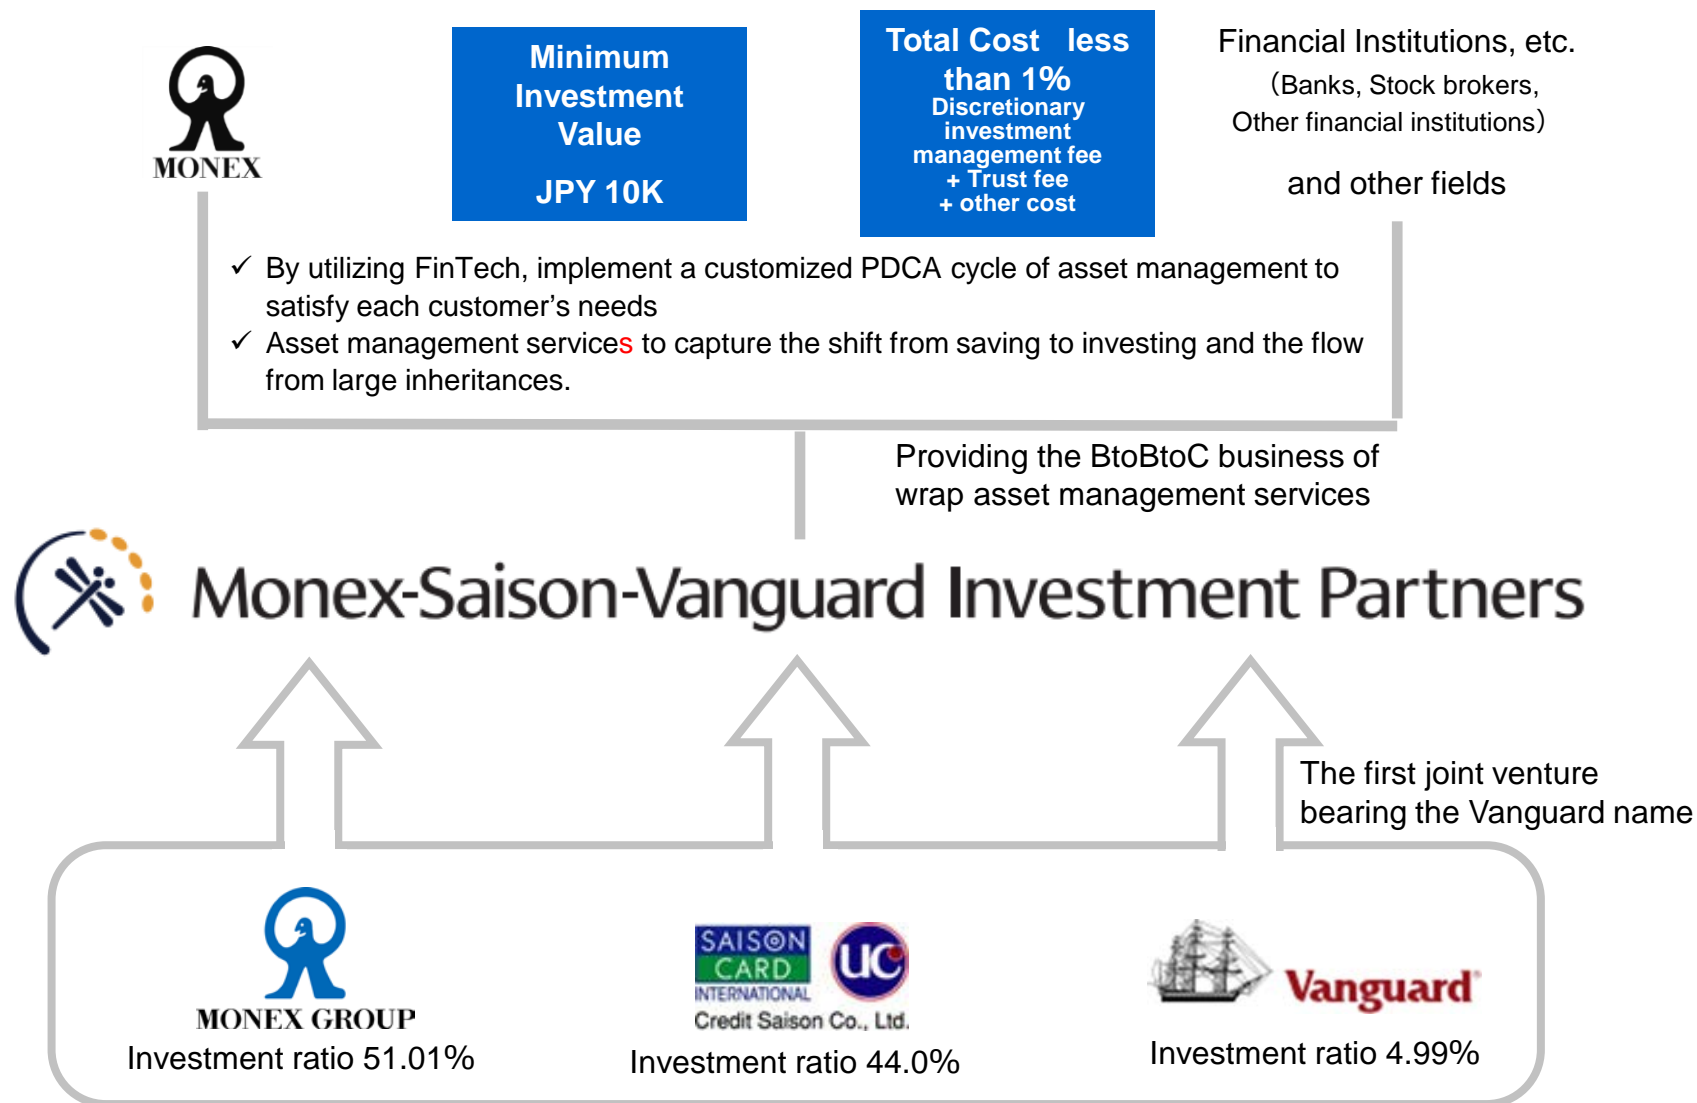 MONEX
Minimum
Investment
Value
JPY 10K
Total Cost less
than 1%
Discretionary
investment
management fee
+ Trust fee
+ other cost
Financial Institutions, etc.
（Banks, Stock brokers,
Other financial institutions）
and other fields
✓ By utilizing FinTech, implement a customized PDCA cycle of asset management to
satisfy each customer’s needs
✓ Asset management services to capture the shift from saving to investing and the flow
from large inheritances.
Providing the BtoBtoC business of
wrap asset management services
Monex-Saison-Vanguard Investment Partners
The first joint venture
bearing the Vanguard name
MONEX GROUP
Investment ratio 51.01%
SAISON
CARD
INTERNATIONAL
UC
Credit Saison Co., Ltd.
Investment ratio 44.0%
Vanguard®
Investment ratio 4.99%